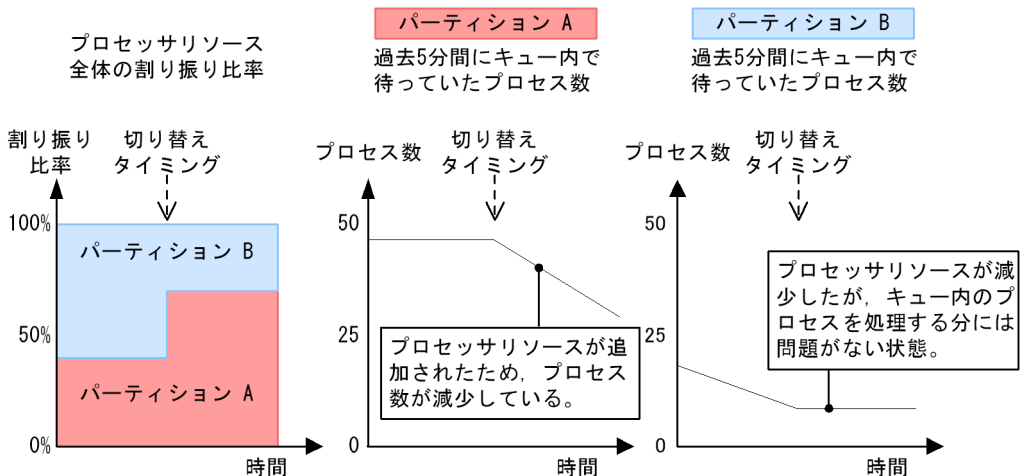 プロセッサリソース
全体の割り振り比率
割り振り
比率
切り替え
タイミング
100%
50%
0%
パーティション B
パーティション A
時間
パーティション A
過去5分間にキュー内で
待っていたプロセス数
プロセス数
切り替え
タイミング
50
25
0
プロセッサリソースが追
加されたため，プロセス
数が減少している。
時間
パーティション B
過去5分間にキュー内で
待っていたプロセス数
プロセス数
切り替え
タイミング
50
25
0
プロセッサリソースが減
少したが，キュー内のプ
ロセスを処理する分には
問題がない状態。
時間